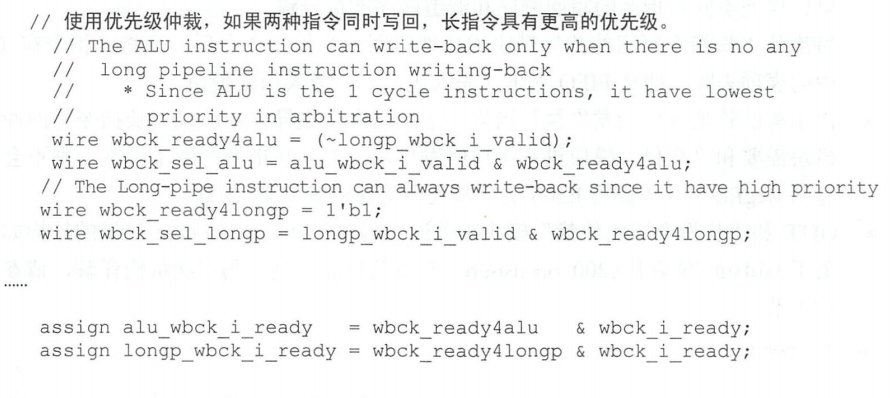 // 使用优先级仲裁，如果两种指令同时写回，长指令具有更高的优先级。
// The ALU instruction can write-back only when there is no any
//  long pipeline instruction writing-back
//    * Since ALU is the 1 cycle instructions, it have lowest
//      priority in arbitration
wire wbck_ready4alu = (~longp_wbck_i_valid);
wire wbck_sel_alu = alu_wbck_i_valid & wbck_ready4alu;
// The Long-pipe instruction can always write-back since it have high priority
wire wbck_ready4longp = 1'b1;
wire wbck_sel_longp = longp_wbck_i_valid & wbck_ready4longp;
……
assign alu_wbck_i_ready   = wbck_ready4alu   & wbck_i_ready;
assign longp_wbck_i_ready = wbck_ready4longp & wbck_i_ready;